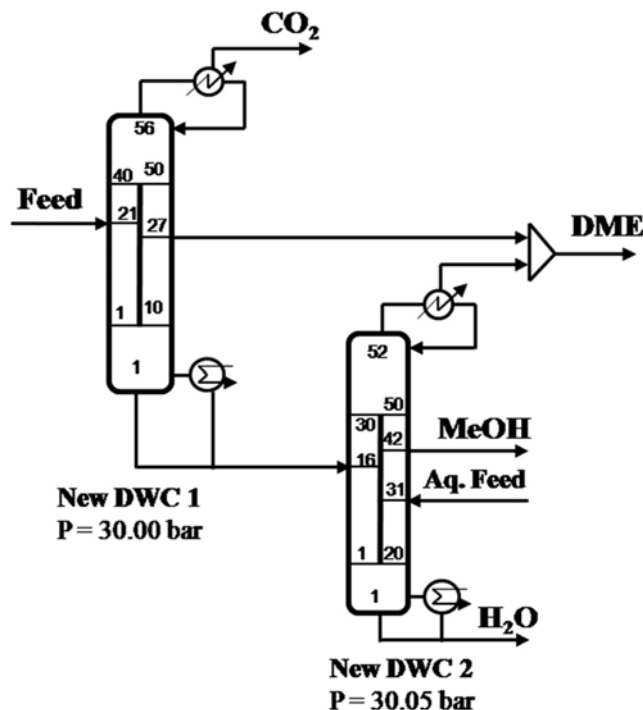 CO₂
56
40 50
Feed
21
27
DME
1
10
1
52
50
30
42
MeOH
16
Aq. Feed
31
New DWC 1
P = 30.00 bar
1
20
1
H₂O
New DWC 2
P = 30.05 bar